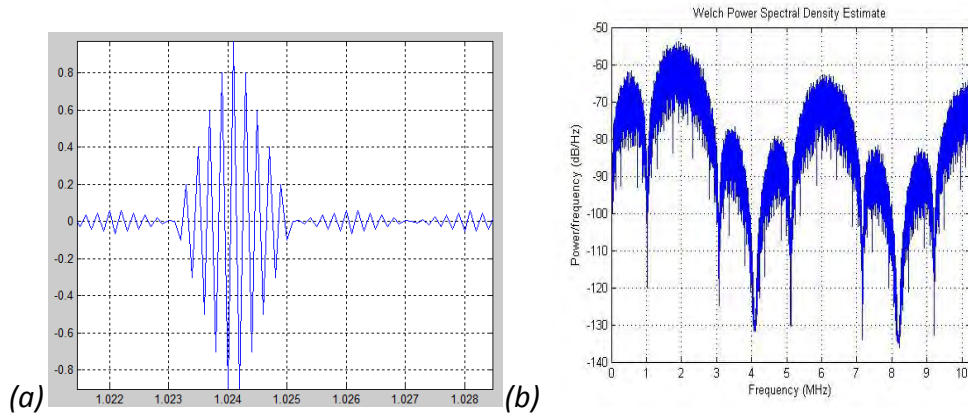 0.8
0.6
0.4
0.2
0
-0.2
-0.4
-0.6
-0.8
1.022 1.023 1.024 1.025 1.026 1.027 1.028
(a)
Welch Power Spectral Density Estimate
-50
-60
-70
-80
-90
-100
-110
-120
-130
-140
Power/frequency (dB/Hz)
0 1 2 3 4 5 6 7 8 9 10
Frequency (MHz)
(b)